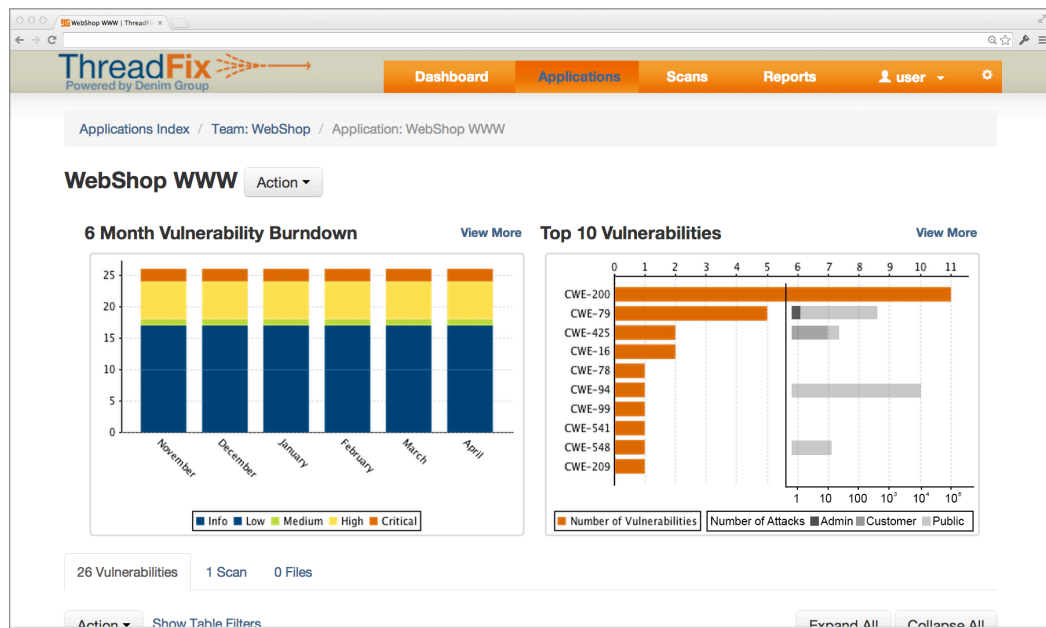 WebShop WWW | ThreadFix
ThreadFix
Powered by Denim Group
Dashboard Applications Scans Reports user
Applications Index / Team: WebShop / Application: WebShop WWW
WebShop WWW Action
6 Month Vulnerability Burndown View More
25
20
15
10
5
0
November December January February March April
Info Low Medium High Critical
Top 10 Vulnerabilities View More
0 1 2 3 4 5 6 7 8 9 10 11
CWE-200
CWE-79
CWE-425
CWE-16
CWE-78
CWE-94
CWE-99
CWE-541
CWE-548
CWE-209
1 10 100 10³ 10⁴ 10⁵
Number of Vulnerabilities Number of Attacks Admin Customer Public
26 Vulnerabilities 1 Scan 0 Files
Action Show Table Filters Expand All Collapse All